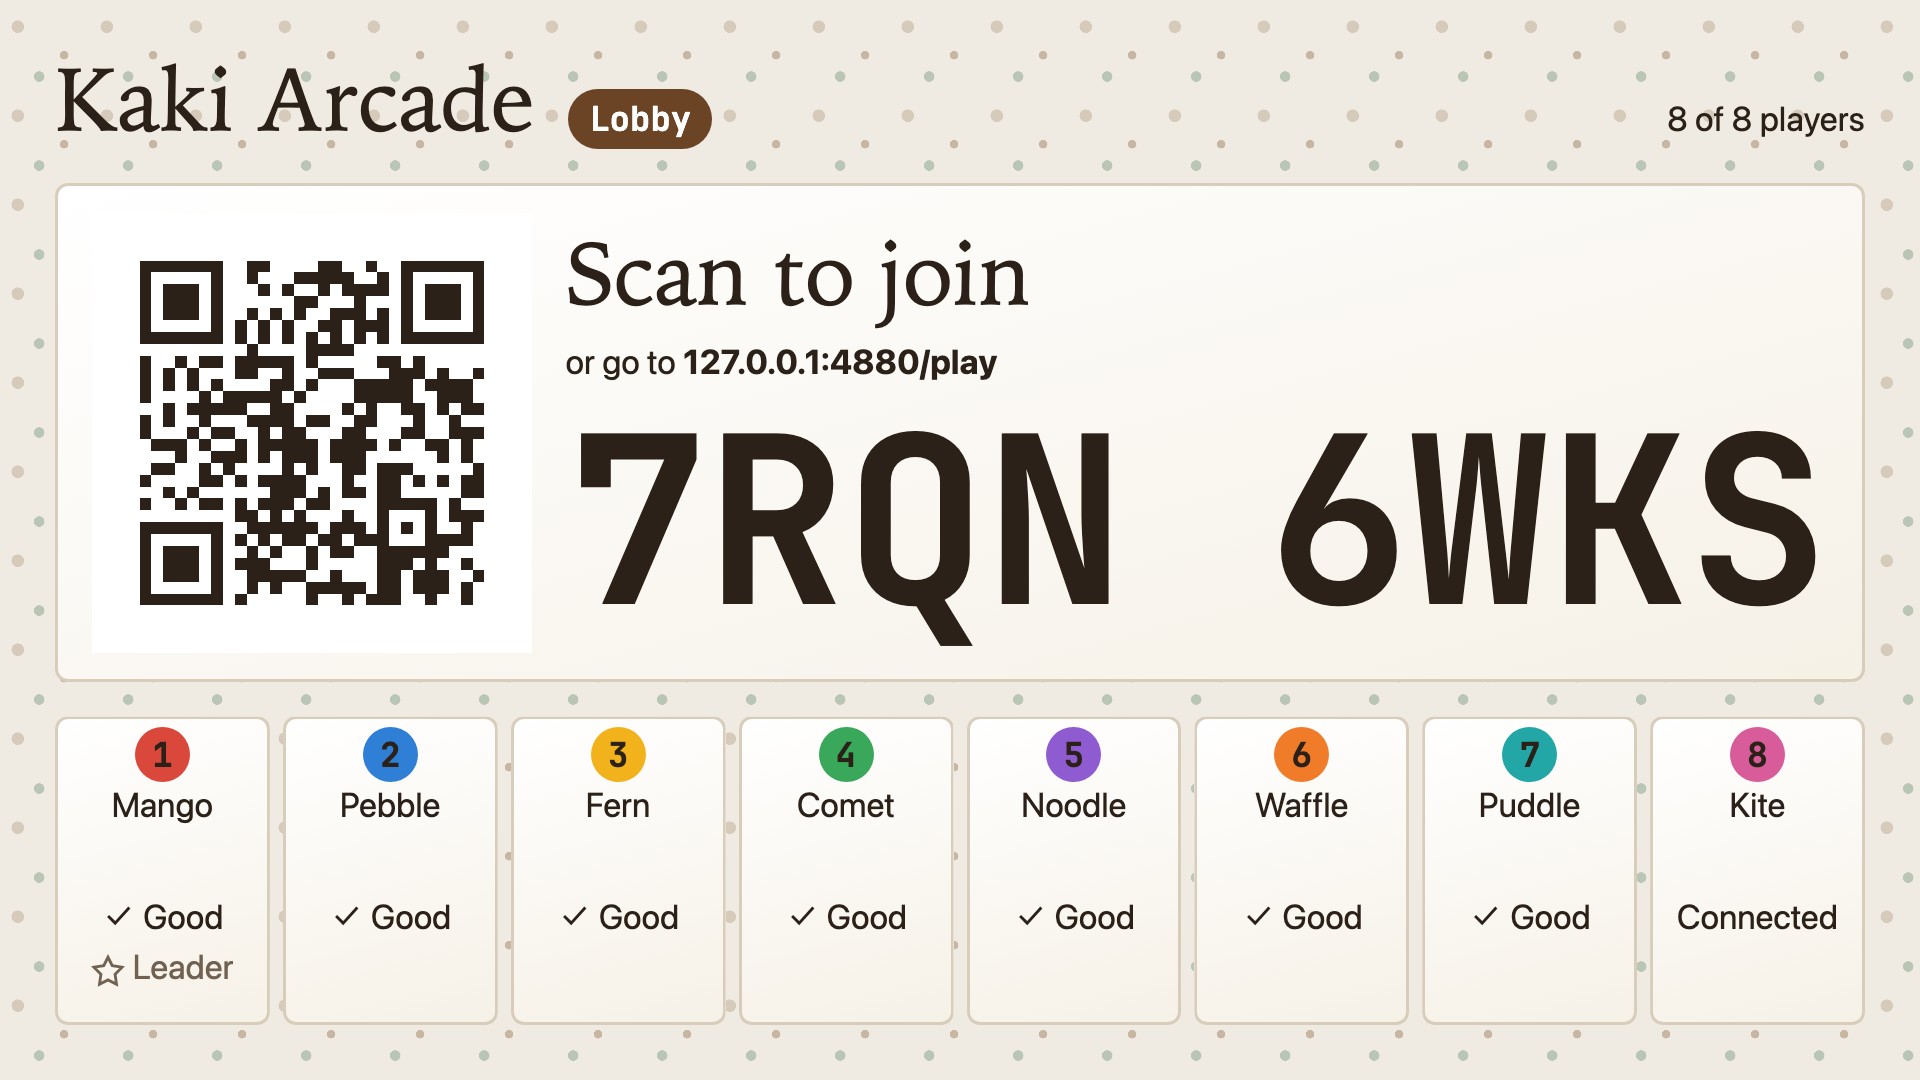 Kaki Arcade
Lobby
8 of 8 players
Scan to join
or go to 127.0.0.1:4880/play
7RQN 6WKS
1
Mango
✓ Good
☆ Leader
2
Pebble
✓ Good
3
Fern
✓ Good
4
Comet
✓ Good
5
Noodle
✓ Good
6
Waffle
✓ Good
7
Puddle
✓ Good
8
Kite
Connected